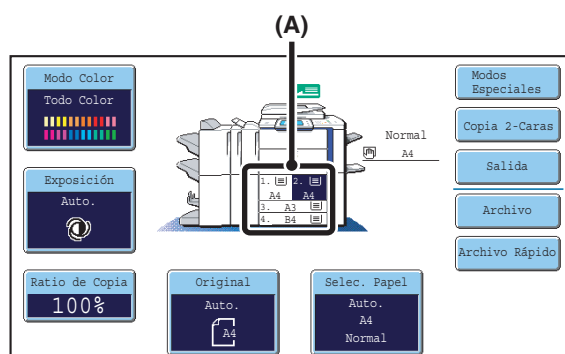 (A)
Modo Color
Todo Color
Exposición
Auto.
Ratio de Copia
100%
1. 2.
A4 A4
3. A3
4. B4
Normal
A4
Original
Auto.
A4
Selec. Papel
Auto.
A4
Normal
Modos
Especiales
Copia 2-Caras
Salida
Archivo
Archivo Rápido